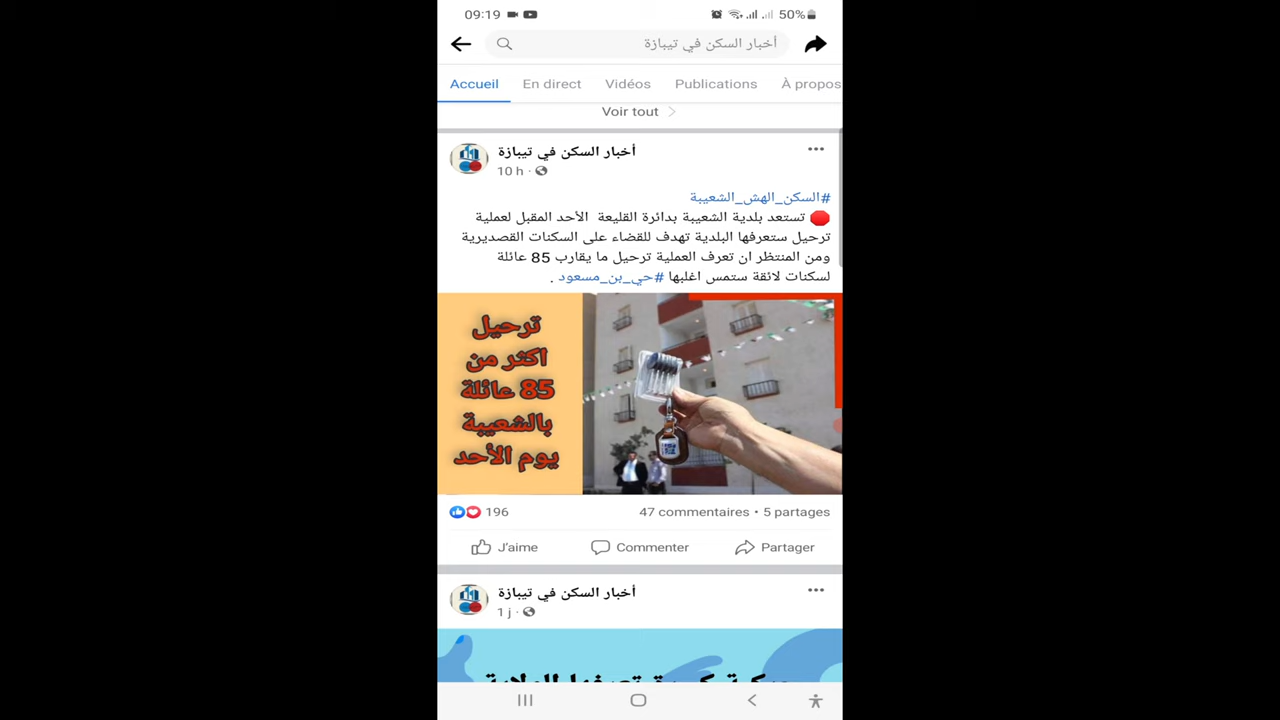 09:19
50%
أخبار السكن في تيبازة
Accueil
En direct
Vidéos
Publications
À propos
Voir tout
أخبار السكن في تيبازة
10 h
#السكن_الهش_الشعيبة
تستعد بلدية الشعيبة بدائرة القليعة الأحد المقبل لعملية
ترحيل ستعرفها البلدية تهدف للقضاء على السكنات القصديرية
ومن المنتظر ان تعرف العملية ترحيل ما يقارب 85 عائلة
لسكنات لائقة ستمس اغلبها #حي_بن_مسعود .
ترحيل
اكثر من
85 عائلة
بالشعيبة
يوم الأحد
196
47 commentaires • 5 partages
J'aime
Commenter
Partager
أخبار السكن في تيبازة
1 j